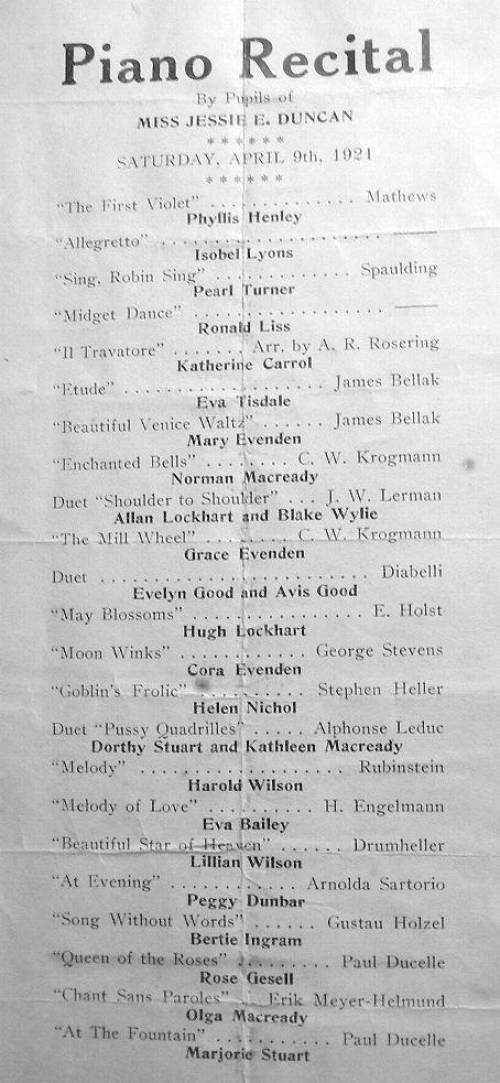 Piano Recital
By Pupils of
MISS JESSIE E. DUNCAN
* * * * * *
SATURDAY, APRIL 9th, 1921
* * * * * *
"The First Violet" . . . . . . . . . . . . . Mathews
Phyllis Henley
"Allegretto" . . . . . . . . . . . . . . . . . . . . ——
Isobel Lyons
"Sing, Robin Sing" . . . . . . . . . . . . Spaulding
Pearl Turner
"Midget Dance" . . . . . . . . . . . . . . . . . ——
Ronald Liss
"Il Travatore" . . . . . . . Arr. by A. R. Rosering
Katherine Carrol
"Etude" . . . . . . . . . . . . . . . . . . . James Bellak
Eva Tisdale
"Beautiful Venice Waltz" . . . . . . James Bellak
Mary Evenden
"Enchanted Bells" . . . . . . . . C. W. Krogmann
Norman Macready
Duet "Shoulder to Shoulder" . . . J. W. Lerman
Allan Lockhart and Blake Wylie
"The Mill Wheel" . . . . . . . . C. W. Krogmann
Grace Evenden
Duet . . . . . . . . . . . . . . . . . . . . . . . . . Diabelli
Evelyn Good and Avis Good
"May Blossoms" . . . . . . . . . . . . . . . . E. Holst
Hugh Lockhart
"Moon Winks" . . . . . . . . . . . . George Stevens
Cora Evenden
"Goblin's Frolic" . . . . . . . . . . Stephen Heller
Helen Nichol
Duet "Pussy Quadrilles" . . . . . Alphonse Leduc
Dorthy Stuart and Kathleen Macready
"Melody" . . . . . . . . . . . . . . . . . . . Rubinstein
Harold Wilson
"Melody of Love" . . . . . . . . . . H. Engelmann
Eva Bailey
"Beautiful Star of Heaven" . . . . . . Drumheller
Lillian Wilson
"At Evening" . . . . . . . . . . . . Arnolda Sartorio
Peggy Dunbar
"Song Without Words" . . . . . . Gustau Holzel
Bertie Ingram
"Queen of the Roses" . . . . . . . . . Paul Ducelle
Rose Gesell
"Chant Sans Paroles" . . Erik Meyer-Helmund
Olga Macready
"At The Fountain" . . . . . . . . . . . Paul Ducelle
Marjorie Stuart